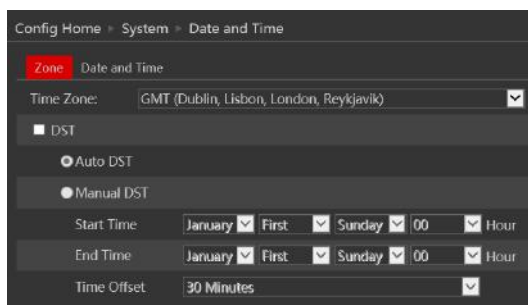 Config Home ▸ System ▸ Date and Time
Zone Date and Time
Time Zone: GMT (Dublin, Lisbon, London, Reykjavik)
DST
Auto DST
Manual DST
Start Time January First Sunday 00 Hour
End Time January First Sunday 00 Hour
Time Offset 30 Minutes